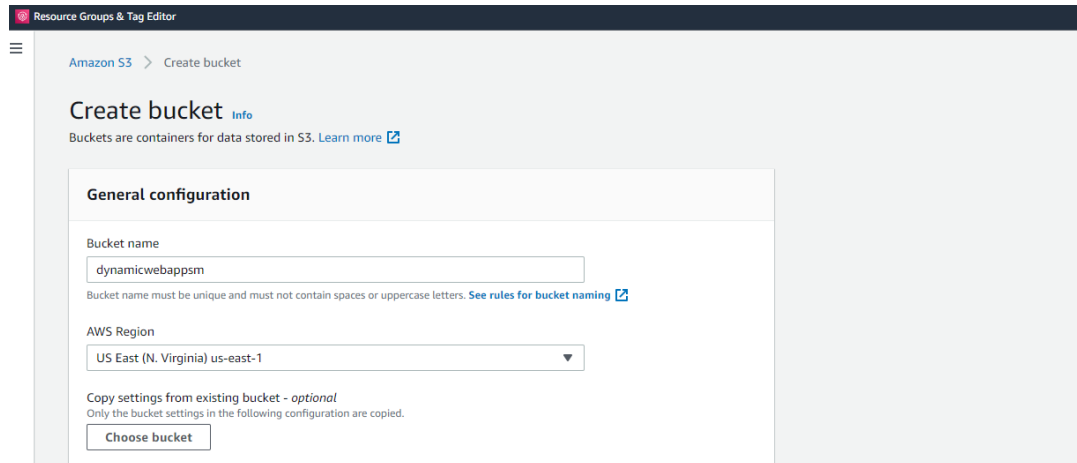 Resource Groups & Tag Editor
Amazon S3 > Create bucket
Create bucket Info
Buckets are containers for data stored in S3. Learn more
General configuration
Bucket name
dynamicwebappsm
Bucket name must be unique and must not contain spaces or uppercase letters. See rules for bucket naming
AWS Region
US East (N. Virginia) us-east-1
Copy settings from existing bucket - optional
Only the bucket settings in the following configuration are copied.
Choose bucket